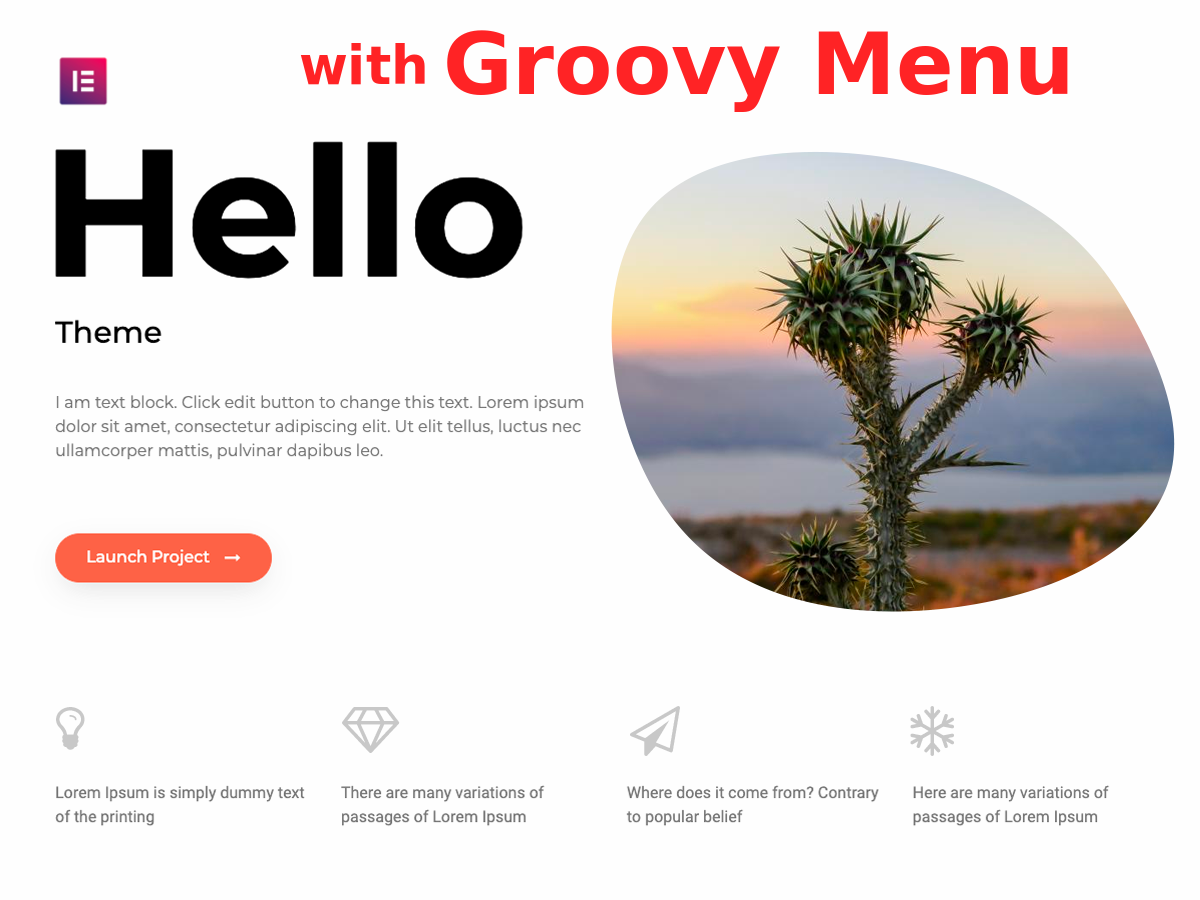 with Groovy Menu
Hello
Theme
I am text block. Click edit button to change this text. Lorem ipsum
dolor sit amet, consectetur adipiscing elit. Ut elit tellus, luctus nec
ullamcorper mattis, pulvinar dapibus leo.
Launch Project →
Lorem Ipsum is simply dummy text
of the printing
There are many variations of
passages of Lorem Ipsum
Where does it come from? Contrary
to popular belief
Here are many variations of
passages of Lorem Ipsum